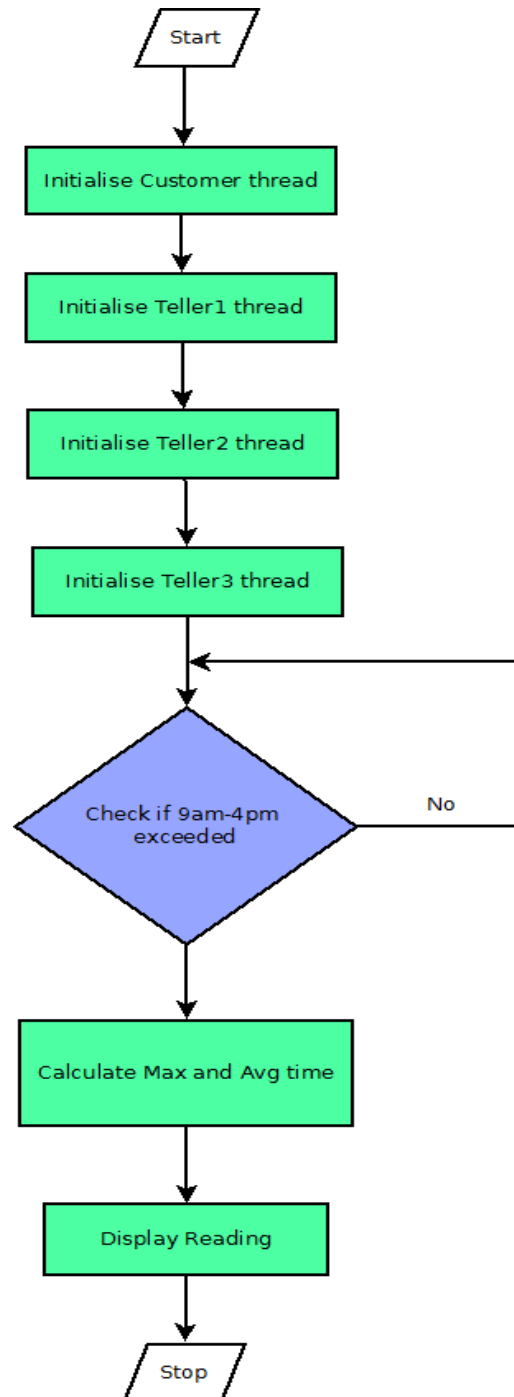 Start
Initialise Customer thread
Initialise Teller1 thread
Initialise Teller2 thread
Initialise Teller3 thread
Check if 9am-4pm
exceeded
No
Calculate Max and Avg time
Display Reading
Stop